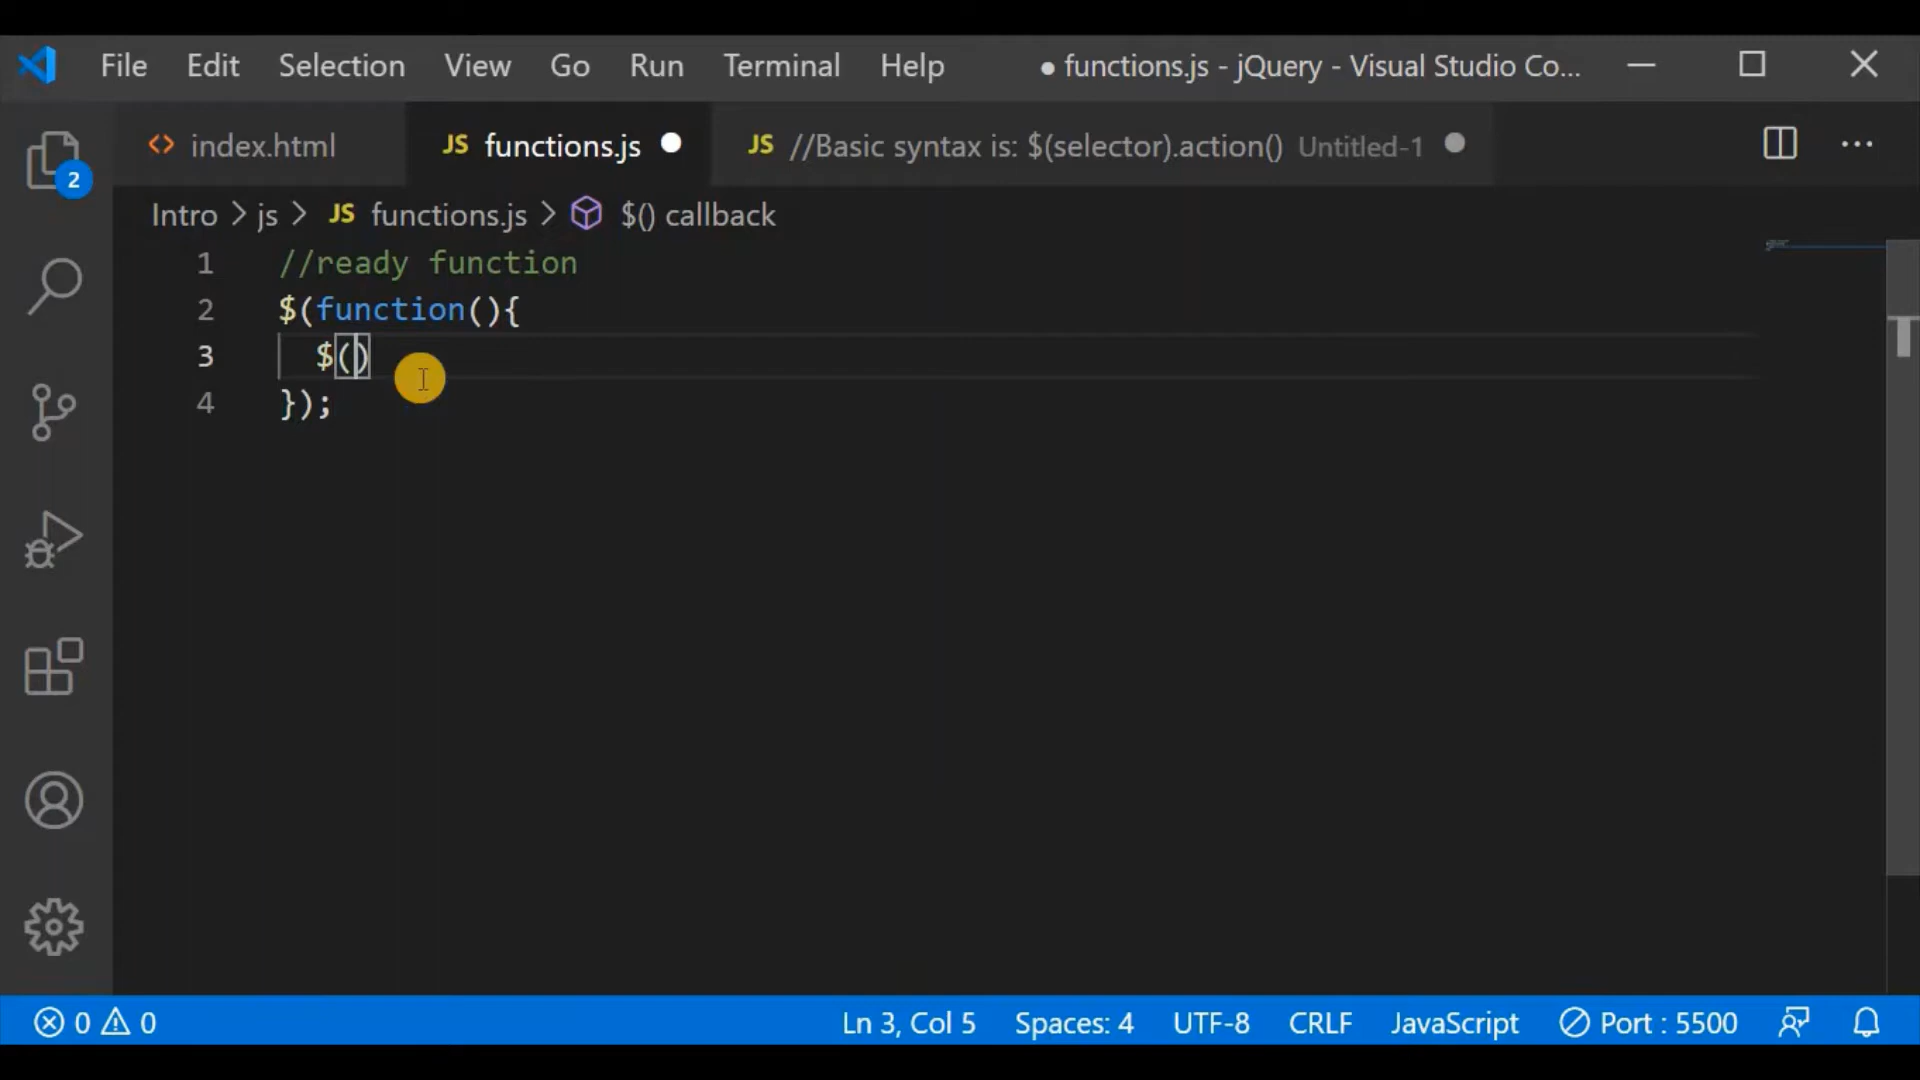 File Edit Selection View Go Run Terminal Help ● functions.js - jQuery - Visual Studio Co...
index.html JS functions.js JS //Basic syntax is: $(selector).action() Untitled-1
2
Intro > js > JS functions.js > $() callback
1 //ready function
2 $(function(){
3 $()
4 });
0 0 Ln 3, Col 5 Spaces: 4 UTF-8 CRLF JavaScript Port : 5500